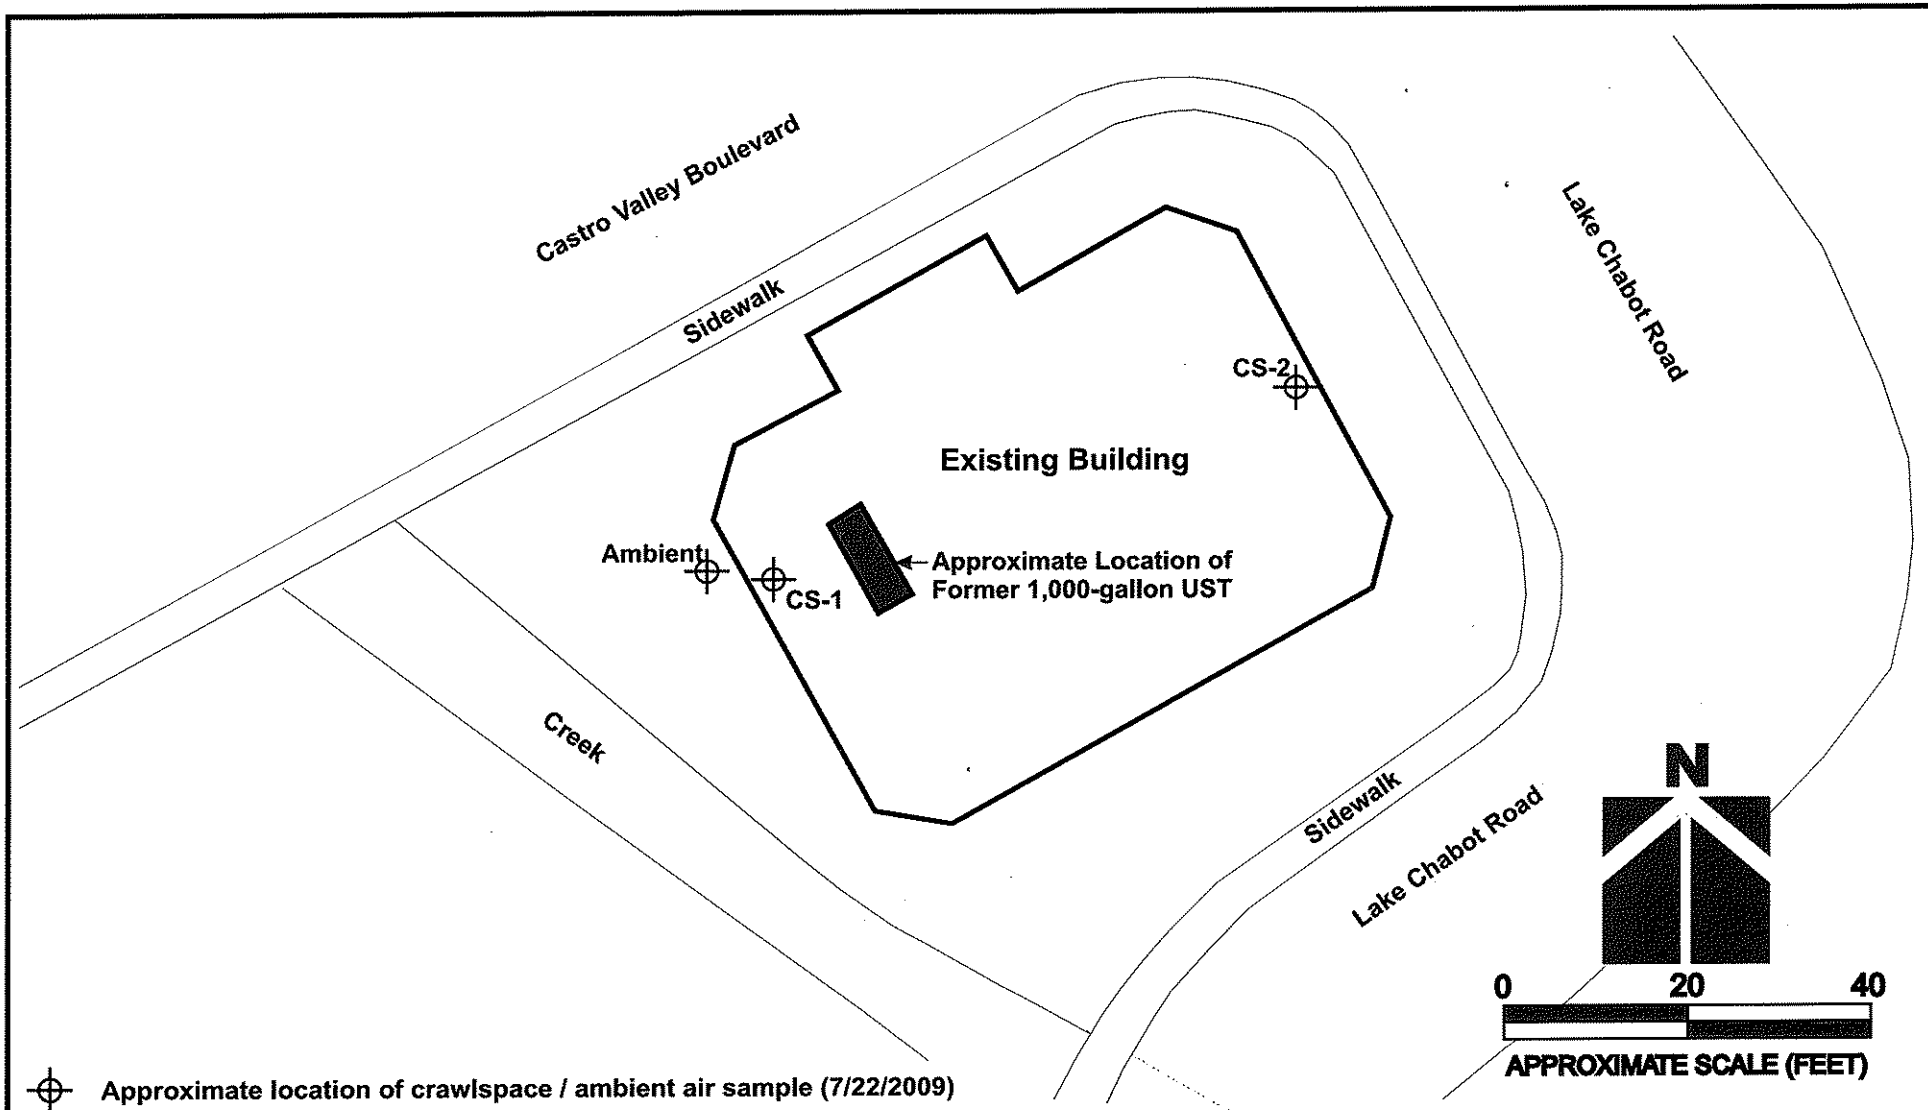 Castro Valley Boulevard
Sidewalk
Lake Chabot Road
CS-2
Existing Building
Ambient
CS-1
Approximate Location of
Former 1,000-gallon UST
Creek
Sidewalk
Lake Chabot Road
N
0 20 40
APPROXIMATE SCALE (FEET)
Approximate location of crawlspace / ambient air sample (7/22/2009)